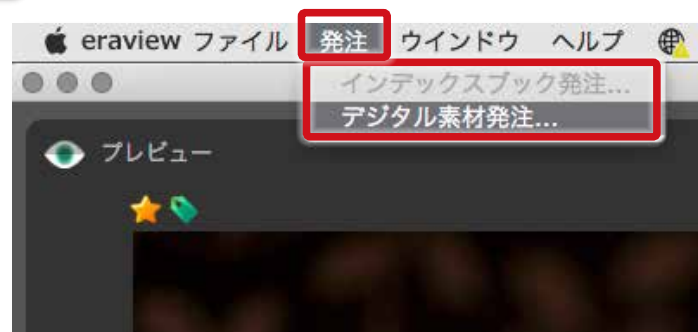 eraview ファイル 発注 ウインドウ ヘルプ
インデックスブック発注...
デジタル素材発注...
プレビュー